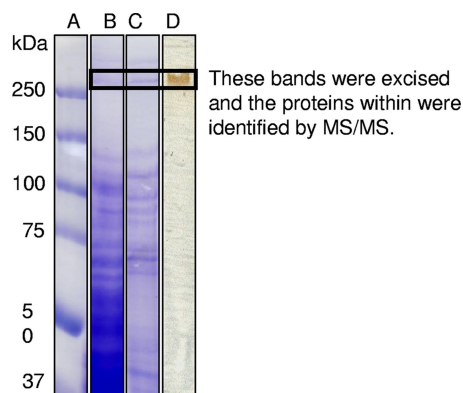 A B C D
kDa
250
These bands were excised
and the proteins within were
identified by MS/MS.
150
100
75
5
0
37